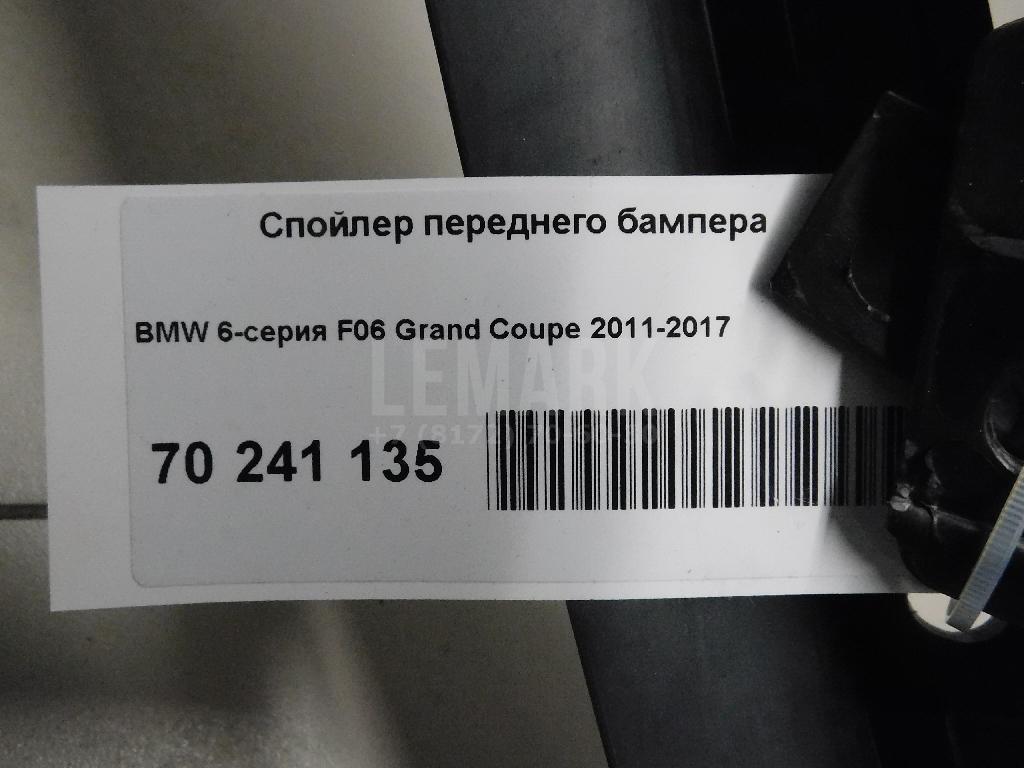 Спойлер переднего бампера
BMW 6-серия F06 Grand Coupe 2011-2017
LEMARK
70 241 135